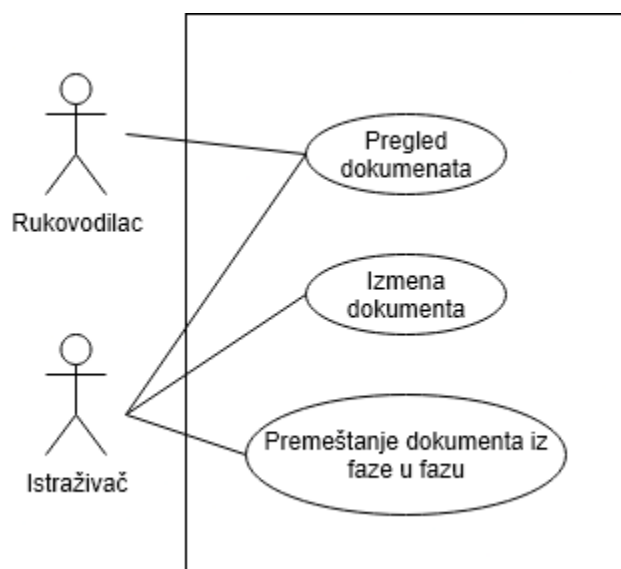 Pregled
dokumenata
Rukovodilac
Izmena
dokumenta
Premeštanje dokumenta iz
faze u fazu
Istraživač